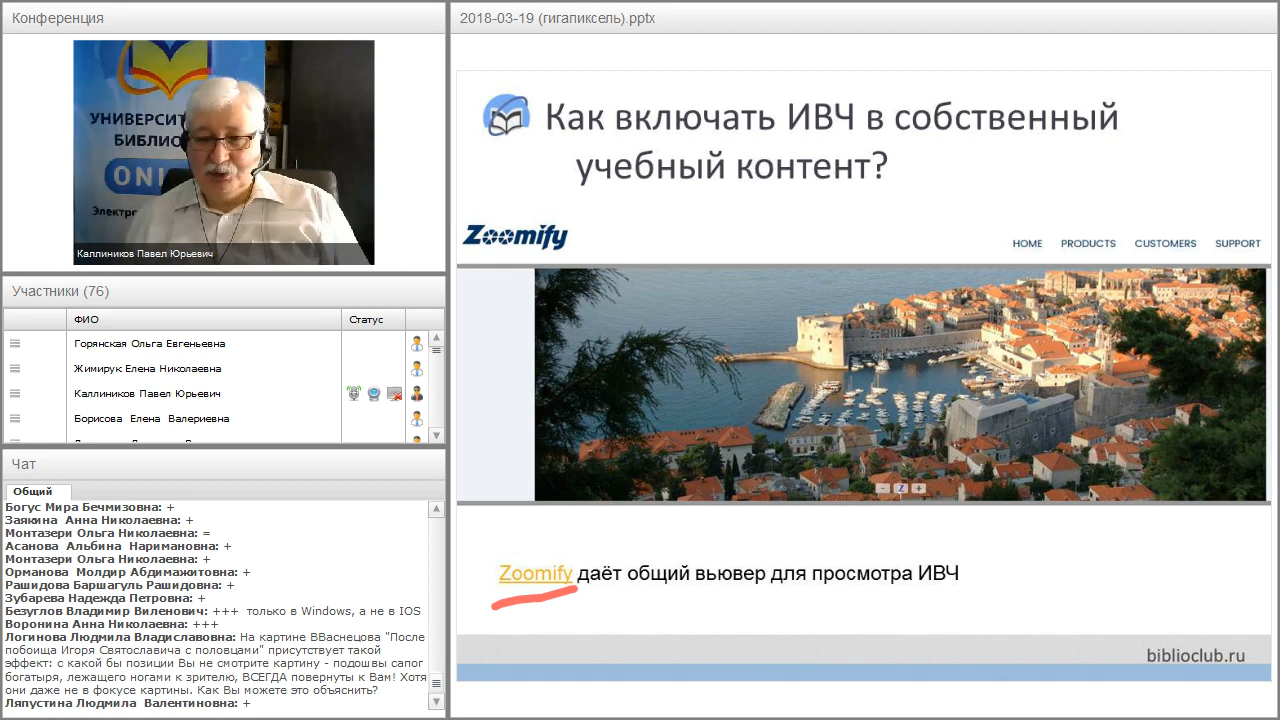 Конференция
УНИВЕРСИТ
БИБЛИО
ONL
Электро
Каллиников Павел Юрьевич
Участники (76)
ФИО Статус
Горянская Ольга Евгеньевна
Жимирук Елена Николаевна
Каллиников Павел Юрьевич
Борисова Елена Валериевна
Чат
Общий
Богус Мира Бечмизовна: +
Заякина Анна Николаевна: +
Монтазери Ольга Николаевна: =
Асанова Альбина Наримановна: +
Монтазери Ольга Николаевна: +
Орманова Молдир Абдимажитовна: +
Рашидова Баршагуль Рашидовна: +
Зубарева Надежда Петровна: +
Безуглов Владимир Виленович: +++ только в Windows, а не в IOS
Воронина Анна Николаевна: +++
Логинова Людмила Владиславовна: На картине ВВаснецова "После
побоища Игоря Святославича с половцами" присутствует такой
эффект: с какой бы позиции Вы не смотрите картину - подошвы сапог
богатыря, лежащего ногами к зрителю, ВСЕГДА повернуты к Вам! Хотя
они даже не в фокусе картины. Как Вы можете это объяснить?
Ляпустина Людмила Валентиновна: +
2018-03-19 (гигапиксель).pptx
Как включать ИВЧ в собственный
учебный контент?
Zoomify
HOME PRODUCTS CUSTOMERS SUPPORT
- Z +
Zoomify даёт общий вьювер для просмотра ИВЧ
biblioclub.ru